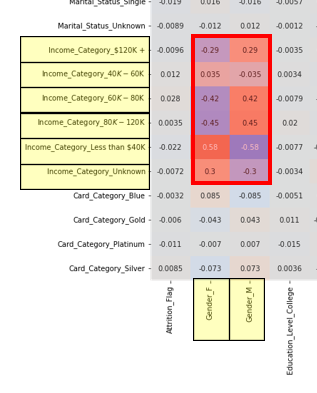 Marital_Status_Single - -0.019 0.016 -0.016 -0.0057
Marital_Status_Unknown - -0.0089 -0.012 0.012 -0.0012
Income_Category_$120K + - -0.0096 -0.29 0.29 -0.0035
Income_Category_40K − 60K - 0.012 0.035 -0.035 0.0034
Income_Category_60K − 80K - 0.028 -0.42 0.42 -0.0079
Income_Category_80K − 120K - 0.0035 -0.45 0.45 0.02
Income_Category_Less than $40K - -0.022 0.58 -0.58 -0.0077
Income_Category_Unknown - -0.0072 0.3 -0.3 -0.0034
Card_Category_Blue - -0.0032 0.085 -0.085 -0.0051
Card_Category_Gold - -0.006 -0.043 0.043 0.011
Card_Category_Platinum - -0.011 -0.007 0.007 -0.015
Card_Category_Silver - 0.0085 -0.073 0.073 0.0036
Attrition_Flag -
Gender_F -
Gender_M -
Education_Level_College -